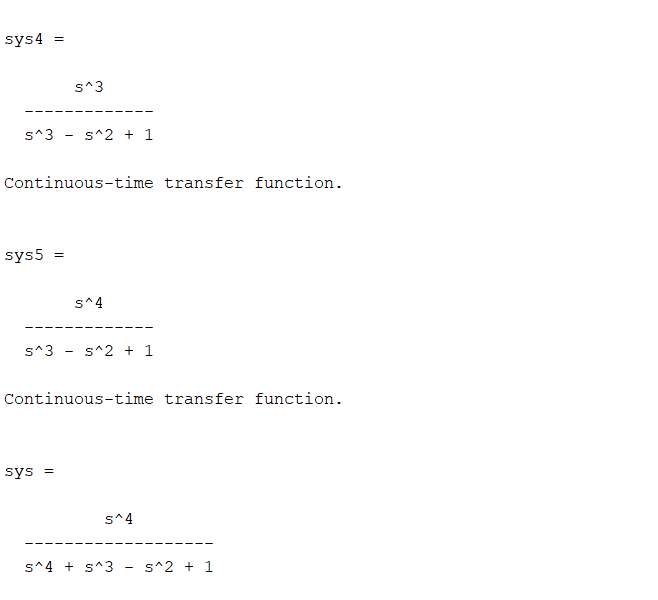 sys4 =
s^3
-------------
s^3 - s^2 + 1
Continuous-time transfer function.
sys5 =
s^4
-------------
s^3 - s^2 + 1
Continuous-time transfer function.
sys =
s^4
-------------------
s^4 + s^3 - s^2 + 1